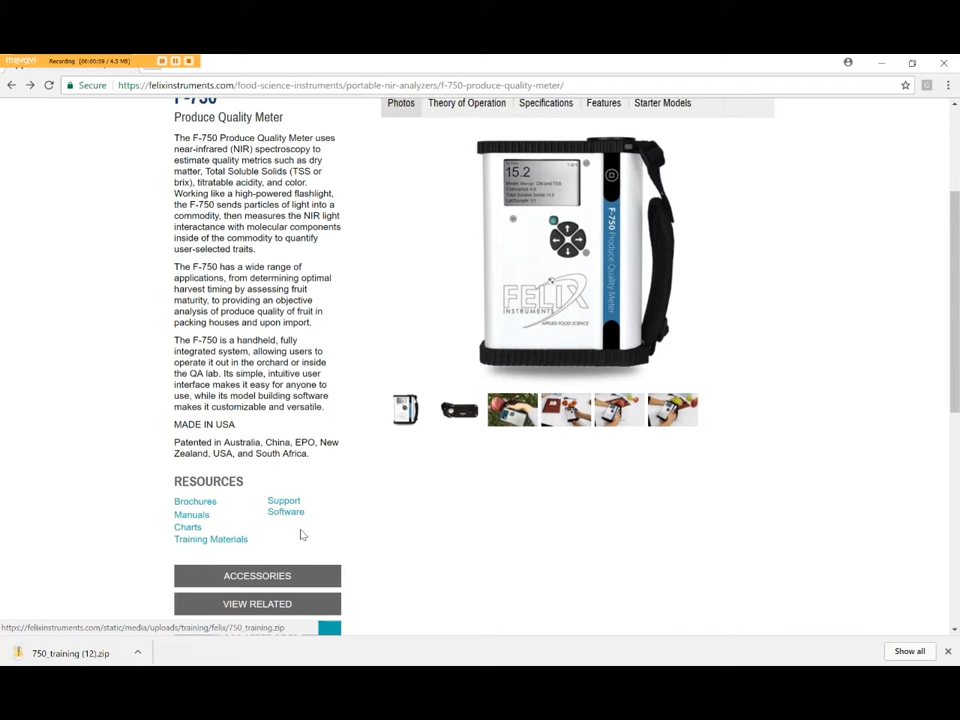 movavi
Recording [00:00:09 / 4.5 MB]
Secure
https://felixinstruments.com/food-science-instruments/portable-nir-analyzers/f-750-produce-quality-meter/
F-750
Produce Quality Meter
The F-750 Produce Quality Meter uses
near-infrared (NIR) spectroscopy to
estimate quality metrics such as dry
matter, Total Soluble Solids (TSS or
brix), titratable acidity, and color.
Working like a high-powered flashlight,
the F-750 sends particles of light into a
commodity, then measures the NIR light
interactance with molecular components
inside of the commodity to quantify
user-selected traits.
The F-750 has a wide range of
applications, from determining optimal
harvest timing by assessing fruit
maturity, to providing an objective
analysis of produce quality of fruit in
packing houses and upon import.
The F-750 is a handheld, fully
integrated system, allowing users to
operate it out in the orchard or inside
the QA lab. Its simple, intuitive user
interface makes it easy for anyone to
use, while its model building software
makes it customizable and versatile.
MADE IN USA
Patented in Australia, China, EPO, New
Zealand, USA, and South Africa.
RESOURCES
Brochures
Manuals
Charts
Training Materials
Support
Software
ACCESSORIES
VIEW RELATED
Photos
Theory of Operation
Specifications
Features
Starter Models
15.2
F-750 Produce Quality Meter
FELIX
INSTRUMENTS
APPLIED FOOD SCIENCE
https://felixinstruments.com/static/media/uploads/training/felix/750_training.zip
750_training (12).zip
Show all